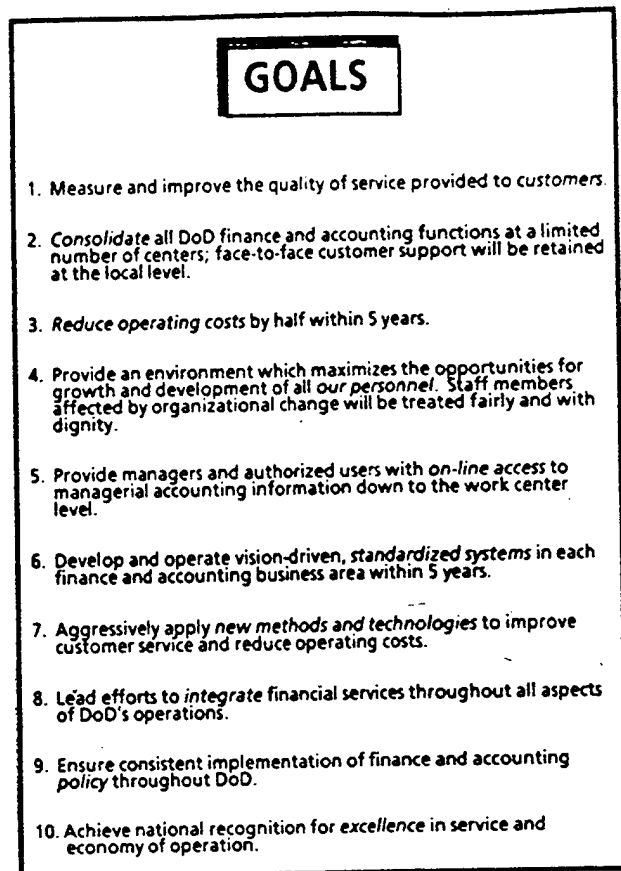 GOALS
1. Measure and improve the quality of service provided to customers.
2. Consolidate all DoD finance and accounting functions at a limited
number of centers; face-to-face customer support will be retained
at the local level.
3. Reduce operating costs by half within 5 years.
4. Provide an environment which maximizes the opportunities for
growth and development of all our personnel. Staff members
affected by organizational change will be treated fairly and with
dignity.
5. Provide managers and authorized users with on-line access to
managerial accounting information down to the work center
level.
6. Develop and operate vision-driven, standardized systems in each
finance and accounting business area within 5 years.
7. Aggressively apply new methods and technologies to improve
customer service and reduce operating costs.
8. Lead efforts to integrate financial services throughout all aspects
of DoD's operations.
9. Ensure consistent implementation of finance and accounting
policy throughout DoD.
10. Achieve national recognition for excellence in service and
economy of operation.